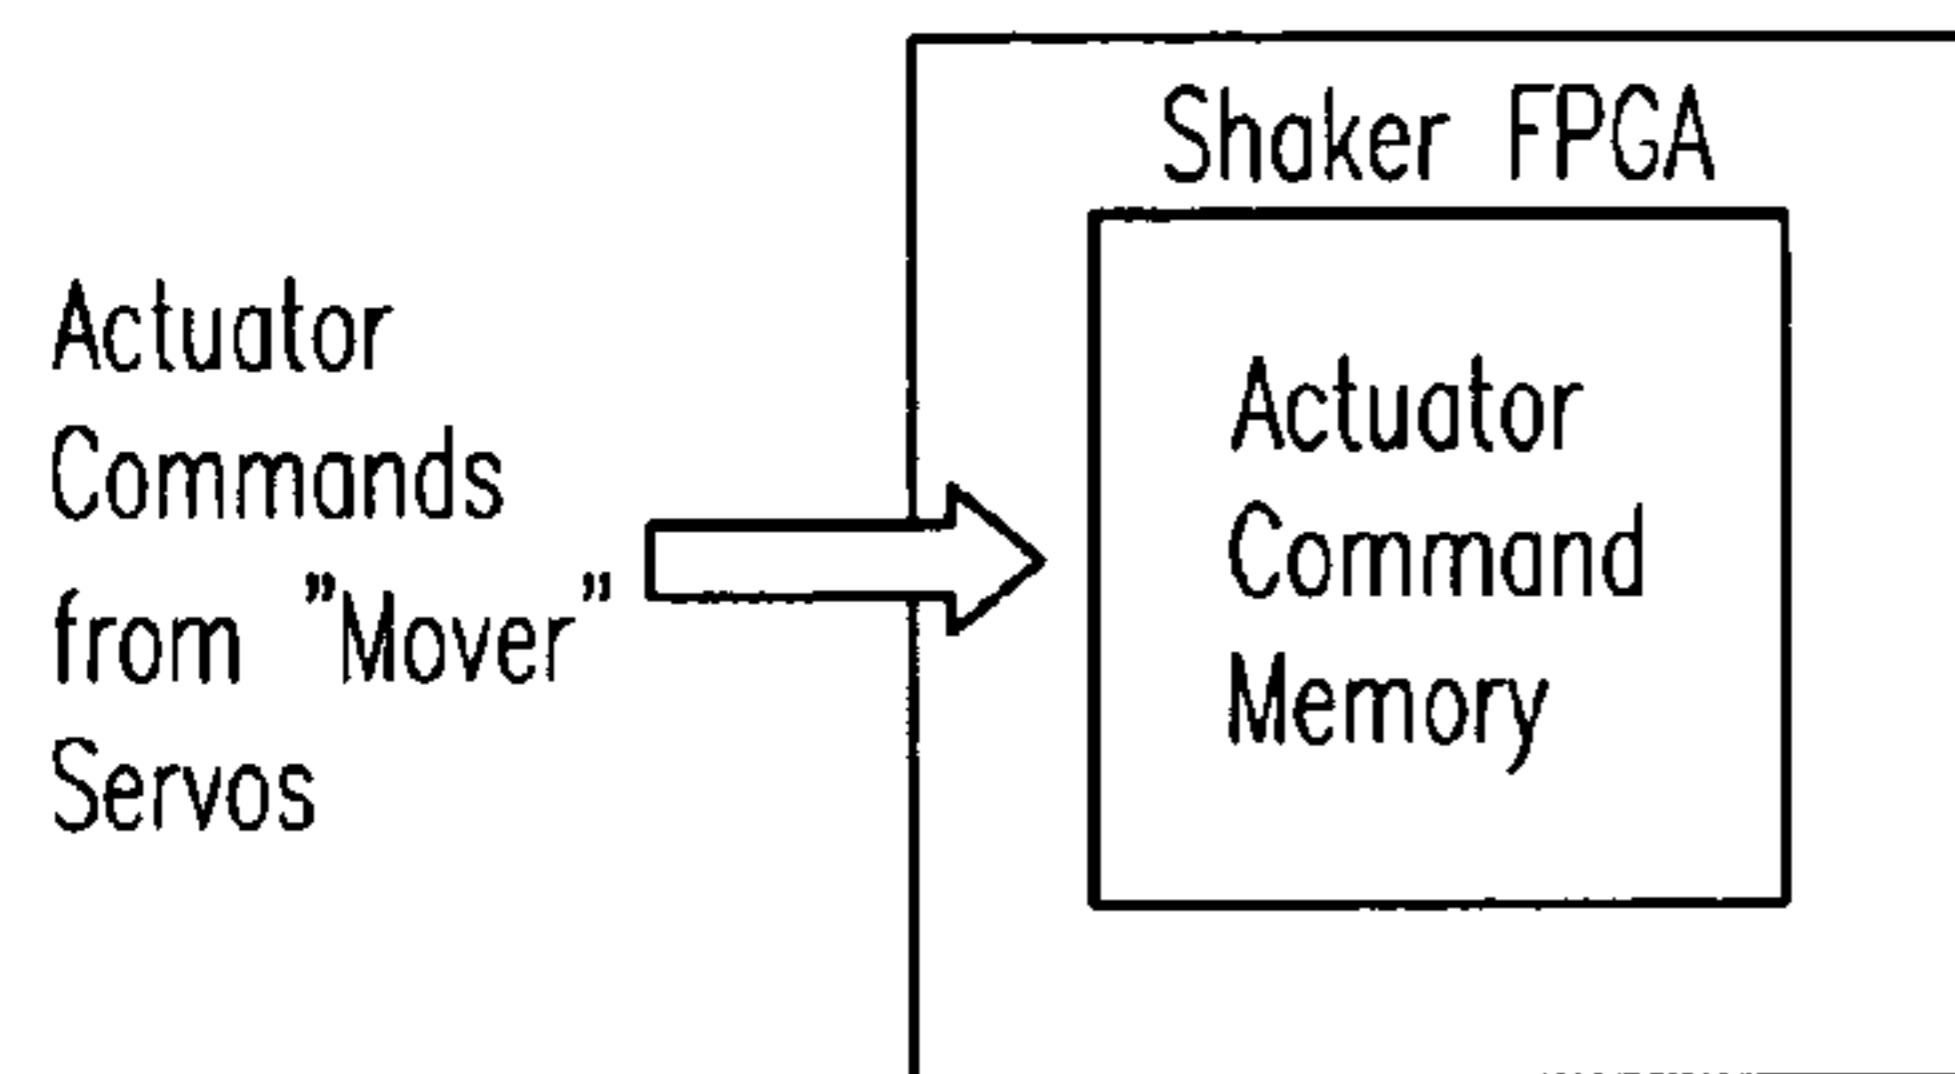 Shaker FPGA
Actuator
Commands
from "Mover"
Servos
Actuator
Command
Memory